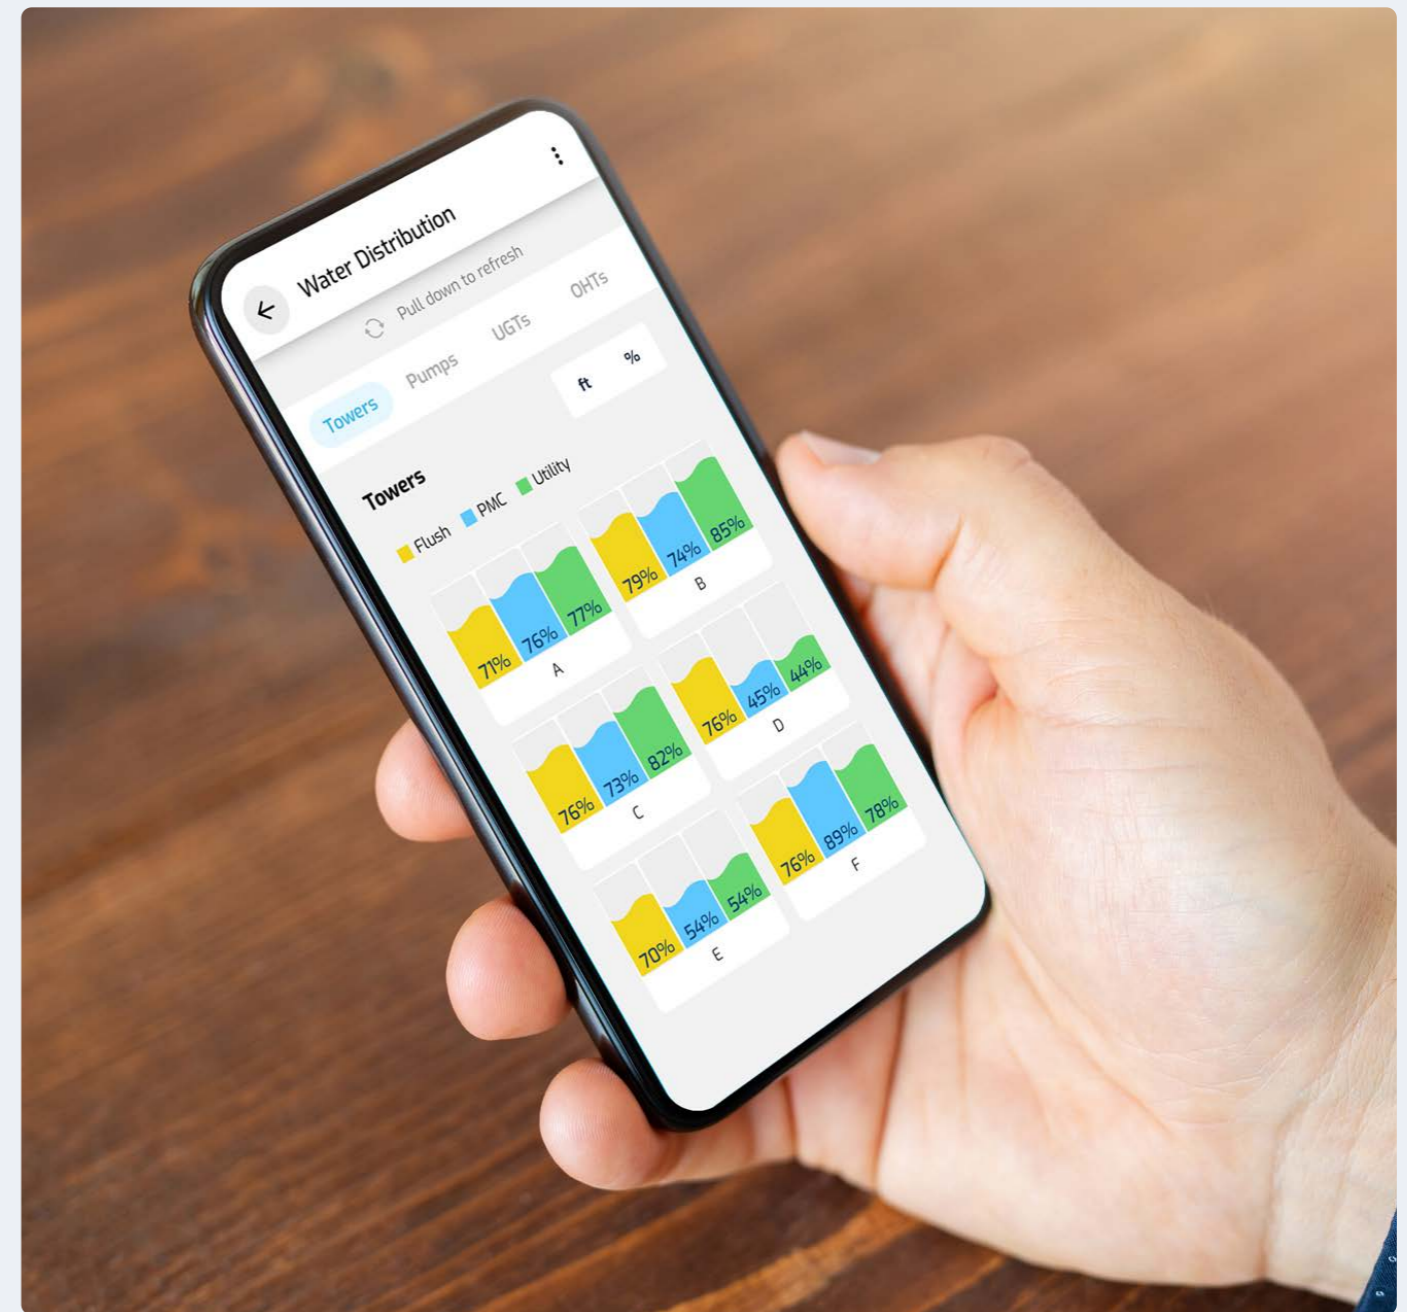 Water Distribution
Pull down to refresh
Towers Pumps UGTs OHTs
ft %
Towers
Flush PMC Utility
71% 76% 77%
A
79% 74% 85%
B
76% 73% 82%
C
76% 45% 44%
D
70% 54% 54%
E
76% 89% 78%
F